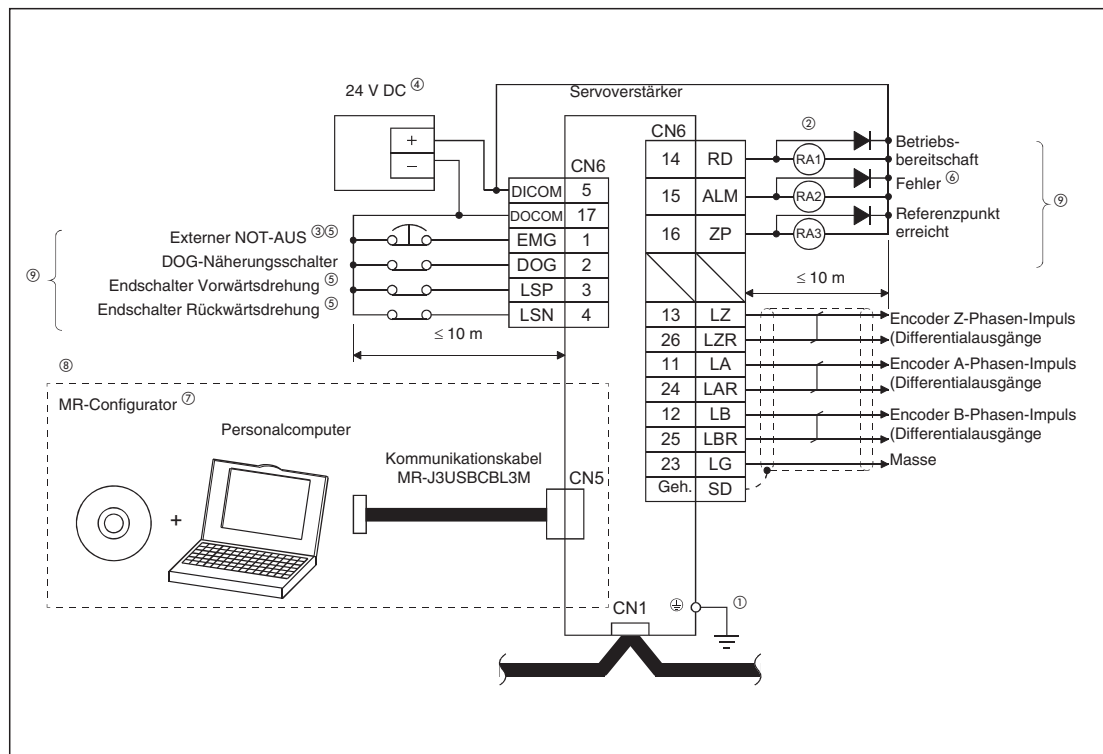 24 V DC ④
Servoverstärker
+
−
CN6
DICOM 5
DOCOM 17
EMG 1
DOG 2
LSP 3
LSN 4
Externer NOT-AUS ③⑤
DOG-Näherungsschalter
Endschalter Vorwärtsdrehung ⑤
Endschalter Rückwärtsdrehung ⑤
⑨
≤ 10 m
CN6
14 RD
15 ALM
16 ZP
②
RA1
RA2
RA3
Betriebs-
bereitschaft
Fehler ⑥
Referenzpunkt
erreicht
⑨
≤ 10 m
13 LZ
26 LZR
11 LA
24 LAR
12 LB
25 LBR
23 LG
Geh. SD
Encoder Z-Phasen-Impuls
(Differentialausgänge
Encoder A-Phasen-Impuls
(Differentialausgänge
Encoder B-Phasen-Impuls
(Differentialausgänge
Masse
⑧
MR-Configurator ⑦
Personalcomputer
+
Kommunikationskabel
MR-J3USBCBL3M
CN5
CN1
①